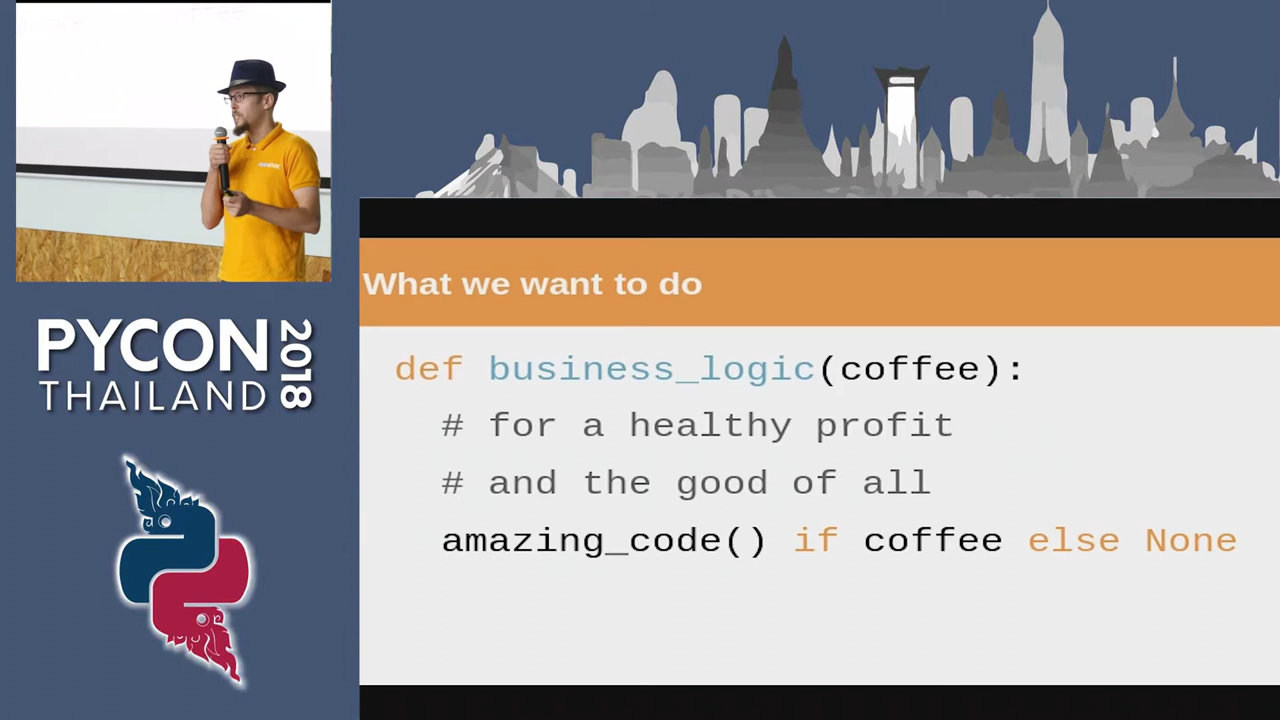 PYCON
THAILAND
2018
What we want to do
def business_logic(coffee):
# for a healthy profit
# and the good of all
amazing_code() if coffee else None